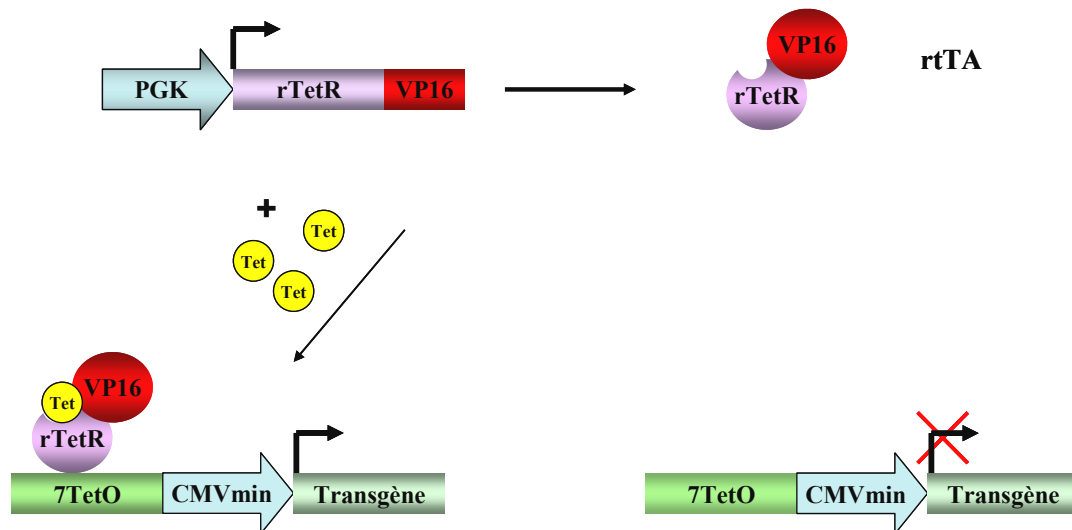 VP16
rtTA
PGK rTetR VP16
rTetR
+
Tet
Tet
Tet
VP16
Tet
rTetR
7TetO CMVmin Transgène
7TetO CMVmin Transgène